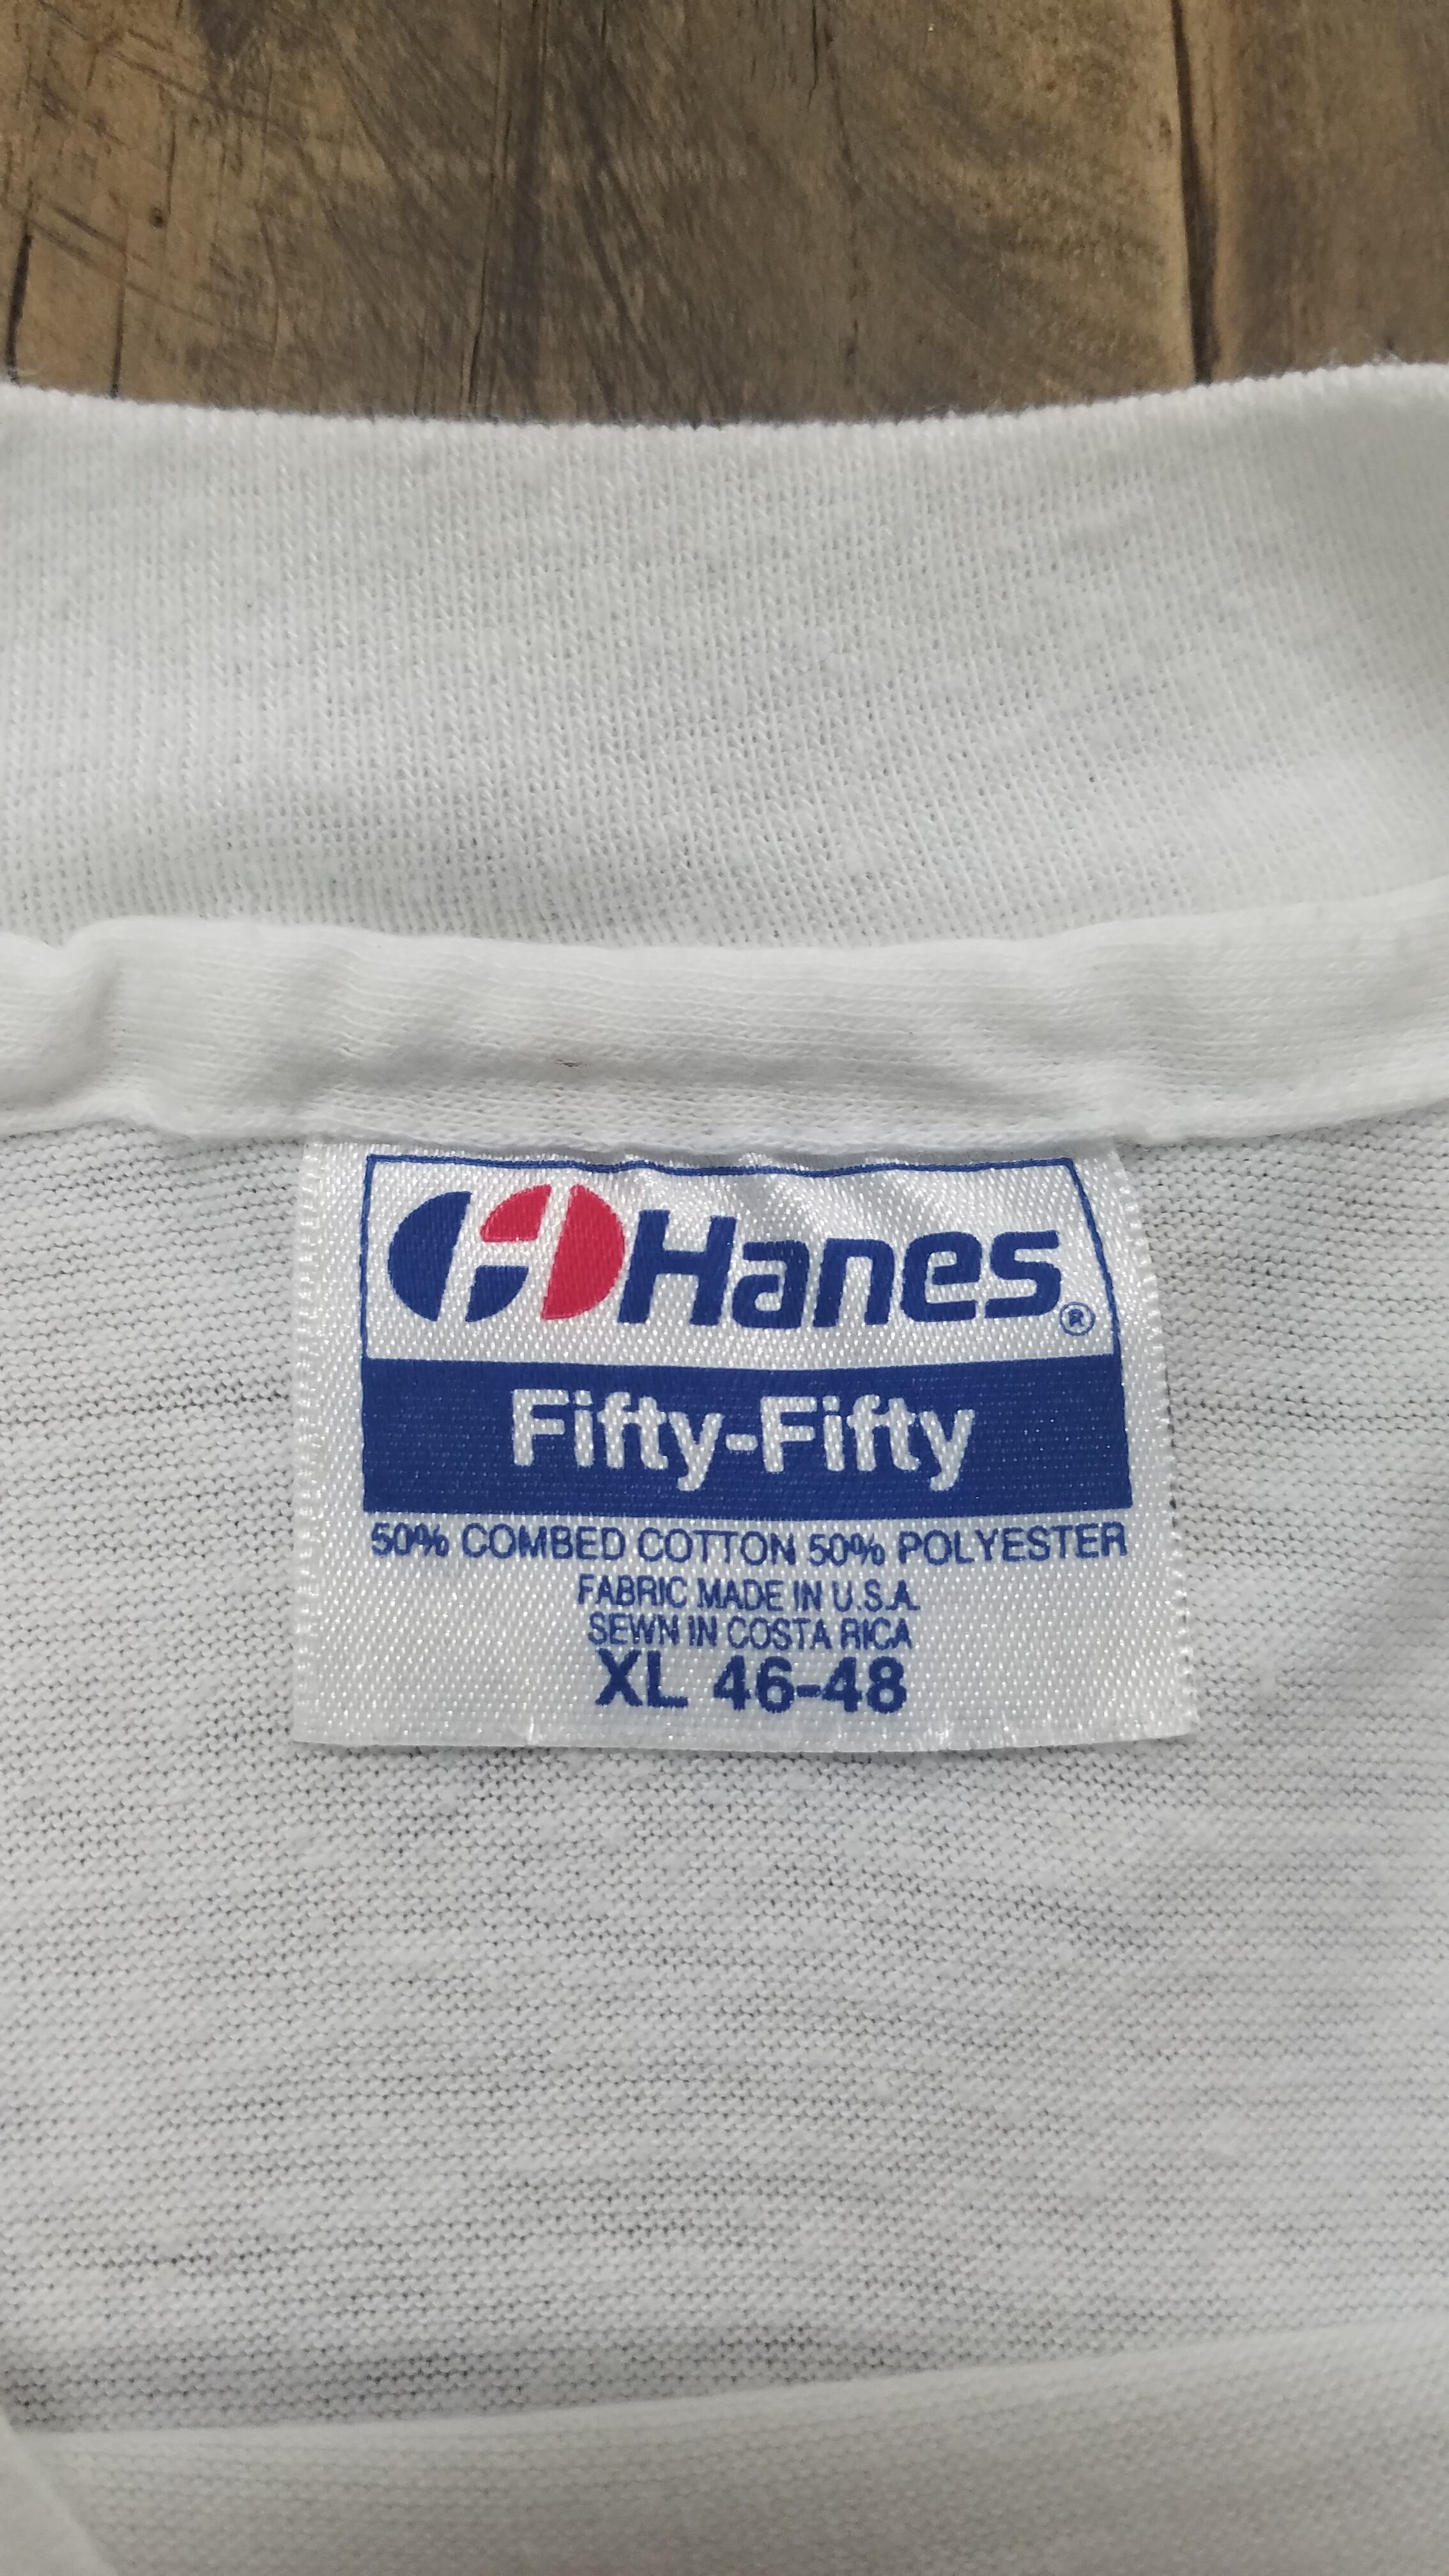 Hanes®
Fifty-Fifty
50% COMBED COTTON 50% POLYESTER
FABRIC MADE IN U.S.A.
SEWN IN COSTA RICA
XL 46-48